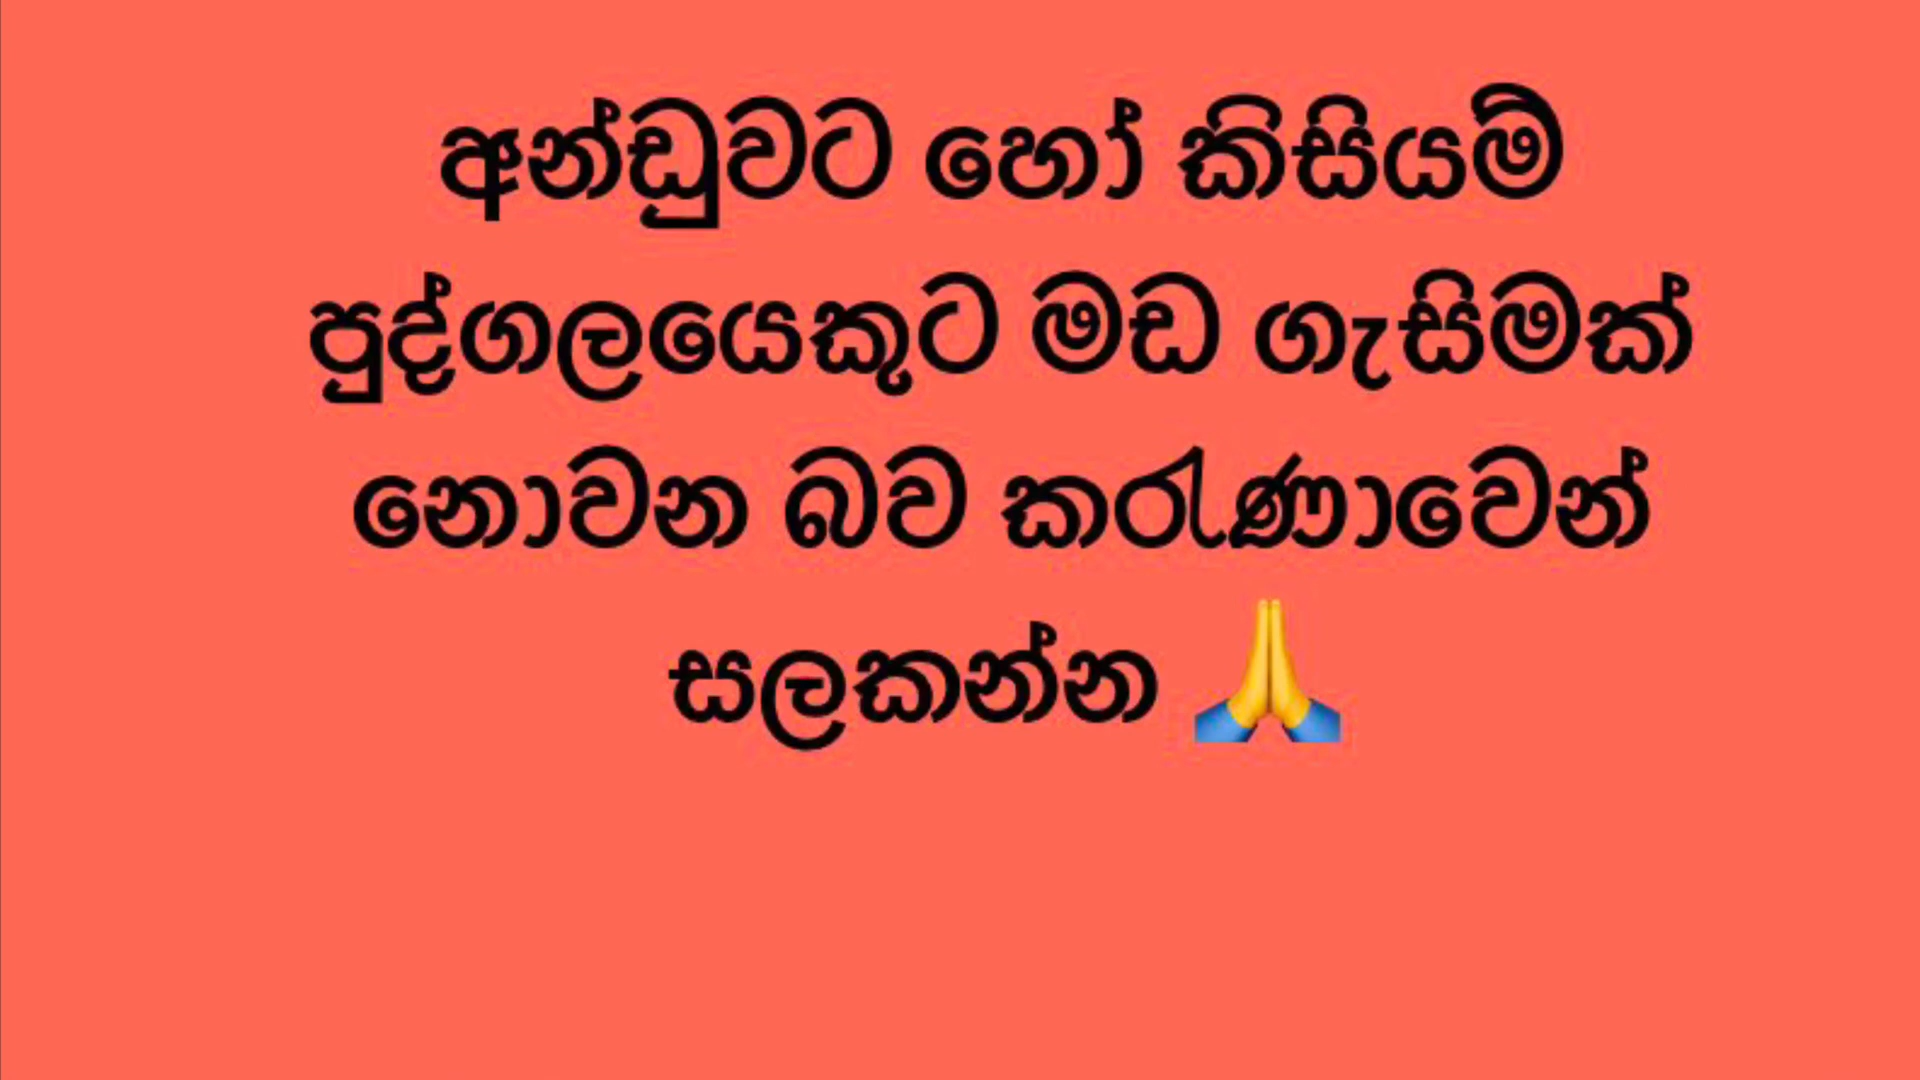 අන්ඩුවට හෝ කිසියම්
පුද්ගලයෙකුට මඩ ගැසිමක්
නොවන බව කරැණාවෙන්
සලකන්න 🙏